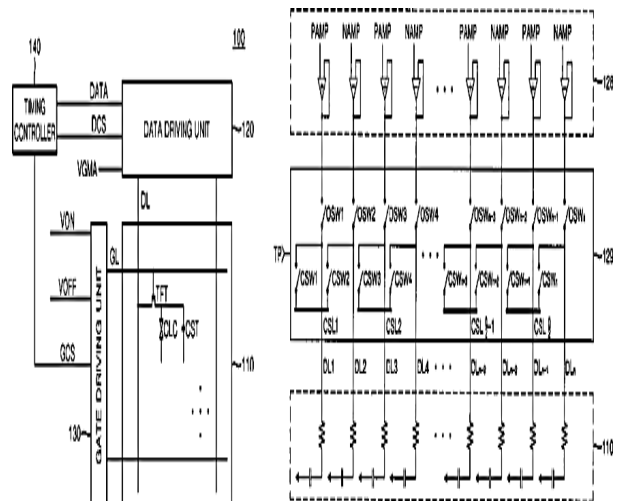 100
140
TIMING
CONTROLLER
DATA
DCS
VGMA
DATA DRIVING UNIT
120
DL
VON
VOFF
GCS
GL
TFT
CLC
CST
GATE DRIVING UNIT
130
110
PAMP NAMP PAMP NAMP PAMP NAMP PAMP NAMP
OSW1 OSW2 OSW3 OSW4
TP
CSW1 CSW2 CSW3 CSW4
129
CSL1 CSL2
DL1 DL2 DL3 DL4
110